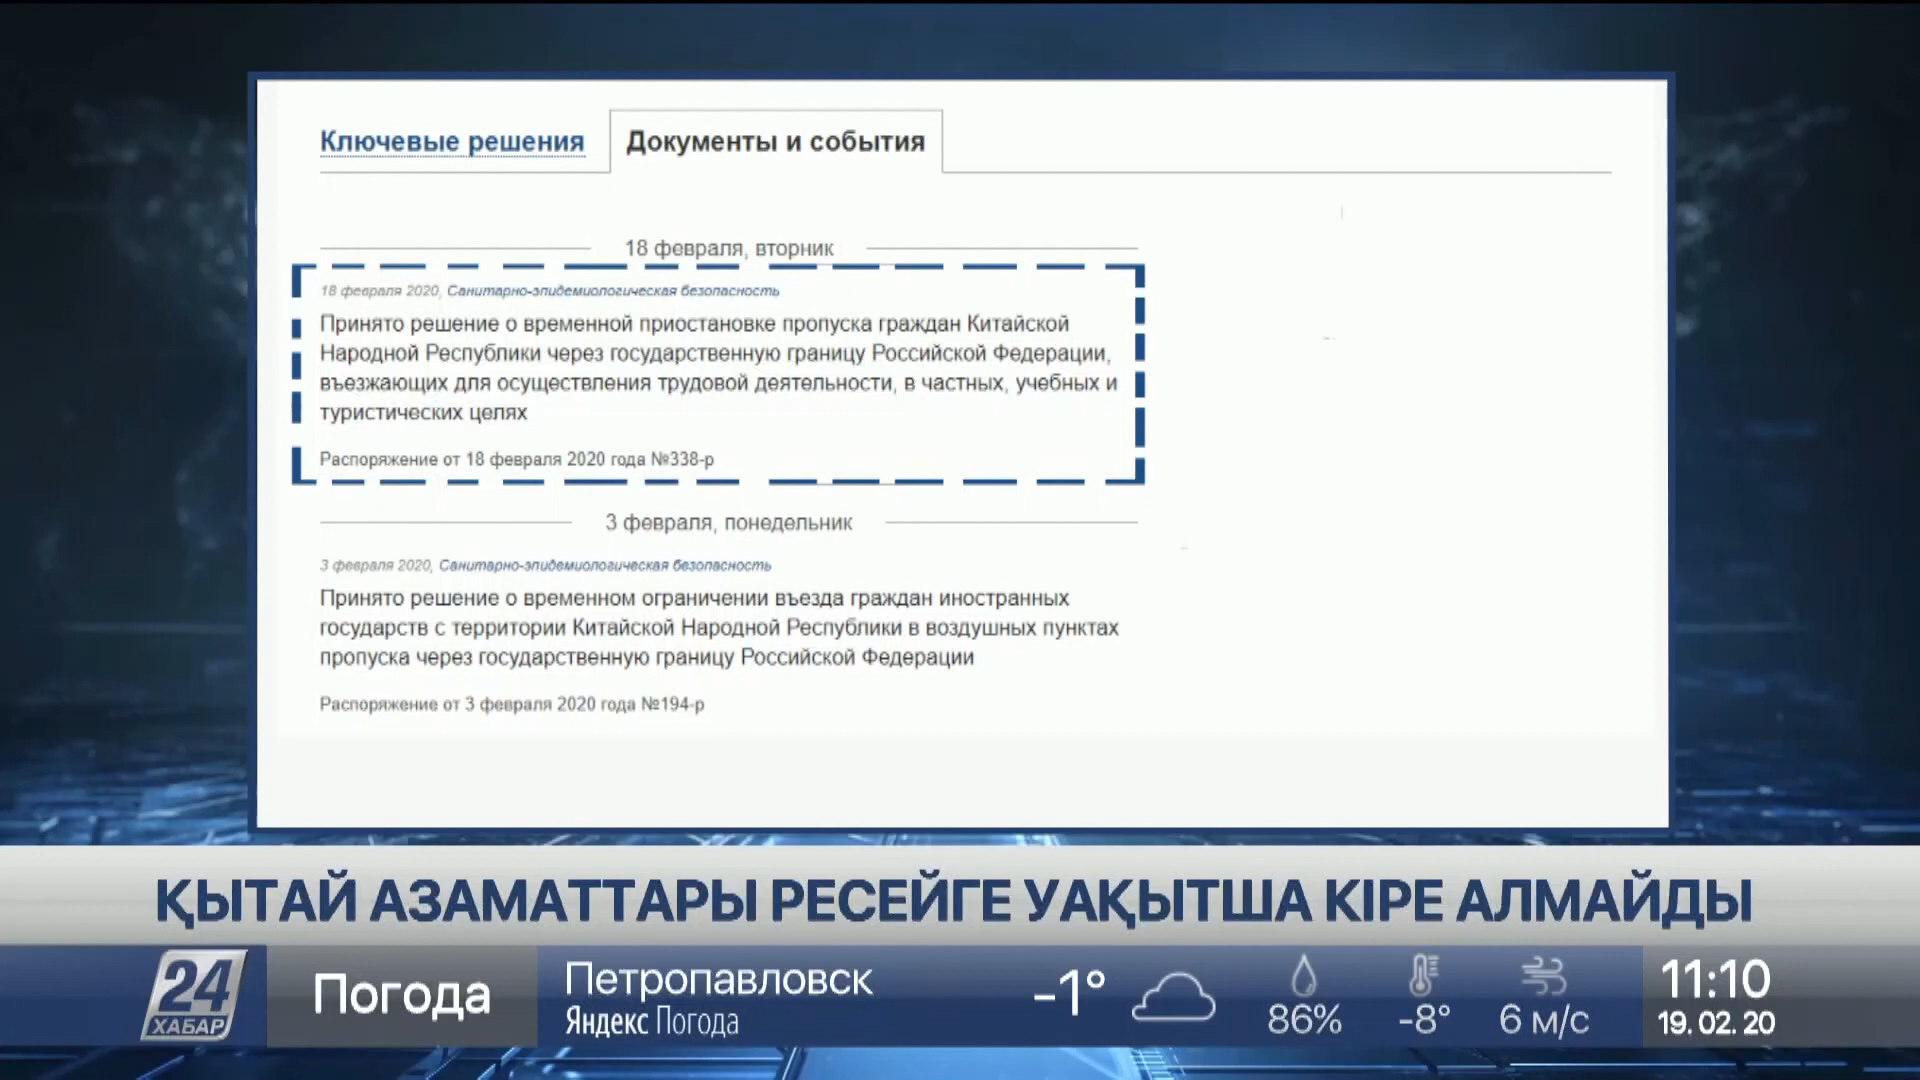 Ключевые решения
Документы и события
18 февраля, вторник
18 февраля 2020, Санитарно-эпидемиологическая безопасность
Принято решение о временной приостановке пропуска граждан Китайской
Народной Республики через государственную границу Российской Федерации,
въезжающих для осуществления трудовой деятельности, в частных, учебных и
туристических целях
Распоряжение от 18 февраля 2020 года №338-р
3 февраля, понедельник
3 февраля 2020, Санитарно-эпидемиологическая безопасность
Принято решение о временном ограничении въезда граждан иностранных
государств с территории Китайской Народной Республики в воздушных пунктах
пропуска через государственную границу Российской Федерации
Распоряжение от 3 февраля 2020 года №194-р
ҚЫТАЙ АЗАМАТТАРЫ РЕСЕЙГЕ УАҚЫТША КІРЕ АЛМАЙДЫ
24
ХАБАР
Погода
Петропавловск
Яндекс Погода
-1°
86%
-8°
6 м/с
11:10
19. 02. 20